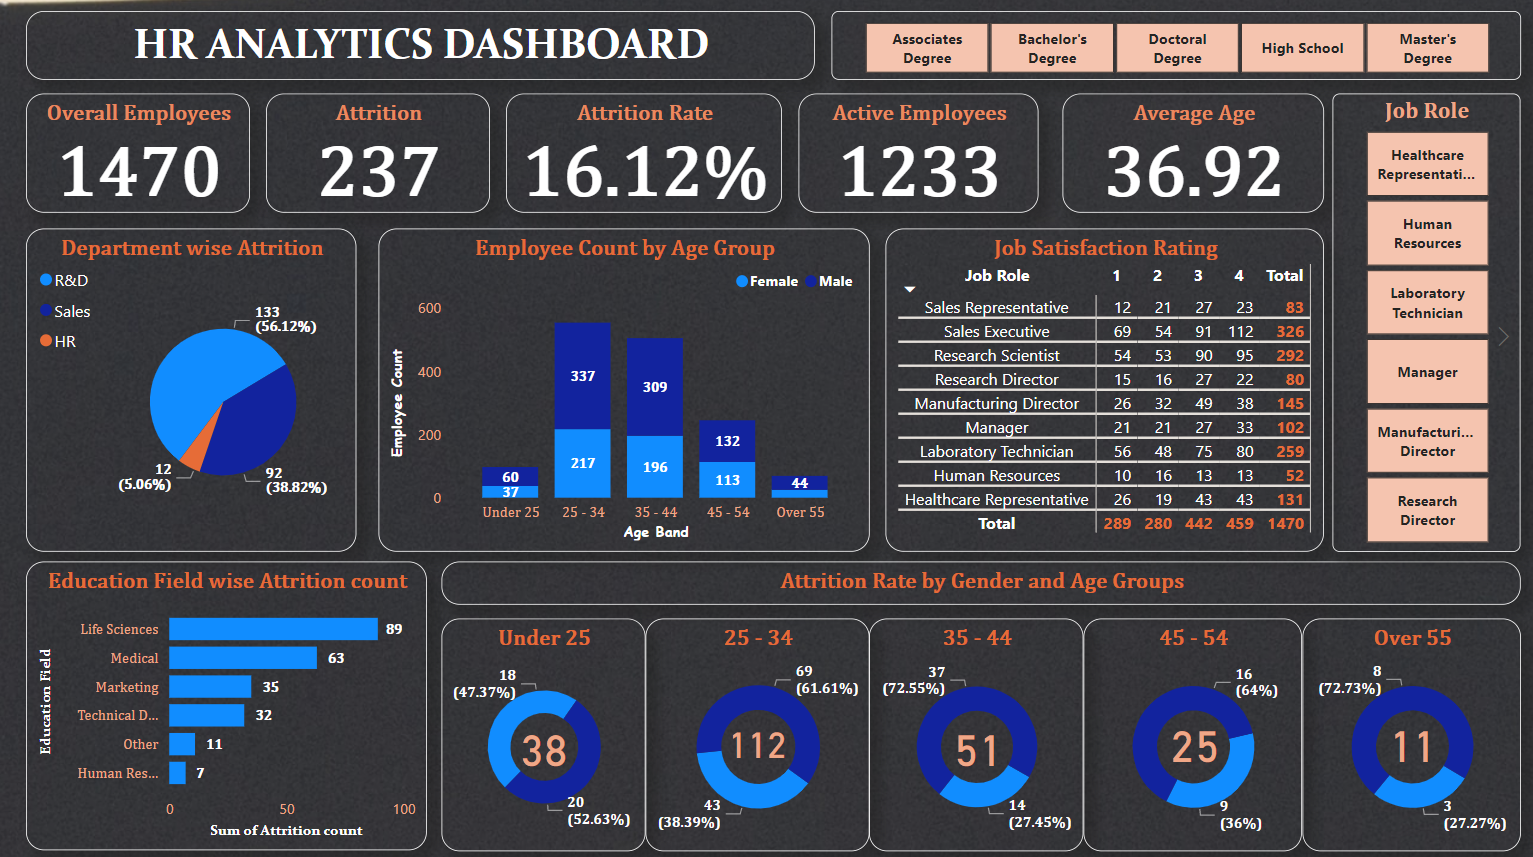 HR ANALYTICS DASHBOARD
Associates
Degree
Bachelor's
Degree
Doctoral
Degree
High School
Master's
Degree
Overall Employees
1470
Attrition
237
Attrition Rate
16.12%
Active Employees
1233
Average Age
36.92
Job Role
Healthcare
Representati...
Human
Resources
Laboratory
Technician
Manager
Manufacturi...
Director
Research
Director
Department wise Attrition
R&D
Sales
HR
133
(56.12%)
12
(5.06%)
92
(38.82%)
Employee Count by Age Group
Female Male
Employee Count
600
400
200
0
337
217
309
196
132
113
60
37
44
Under 25 25 - 34 35 - 44 45 - 54 Over 55
Age Band
Job Satisfaction Rating
Job Role 1 2 3 4 Total
Sales Representative 12 21 27 23 83
Sales Executive 69 54 91 112 326
Research Scientist 54 53 90 95 292
Research Director 15 16 27 22 80
Manufacturing Director 26 32 49 38 145
Manager 21 21 27 33 102
Laboratory Technician 56 48 75 80 259
Human Resources 10 16 13 13 52
Healthcare Representative 26 19 43 43 131
Total 289 280 442 459 1470
Education Field wise Attrition count
Education Field
Life Sciences 89
Medical 63
Marketing 35
Technical D... 32
Other 11
Human Res... 7
0 50 100
Sum of Attrition count
Attrition Rate by Gender and Age Groups
Under 25
18
(47.37%)
38
20
(52.63%)
25 - 34
69
(61.61%)
112
43
(38.39%)
35 - 44
37
(72.55%)
51
14
(27.45%)
45 - 54
16
(64%)
25
9
(36%)
Over 55
8
(72.73%)
11
3
(27.27%)